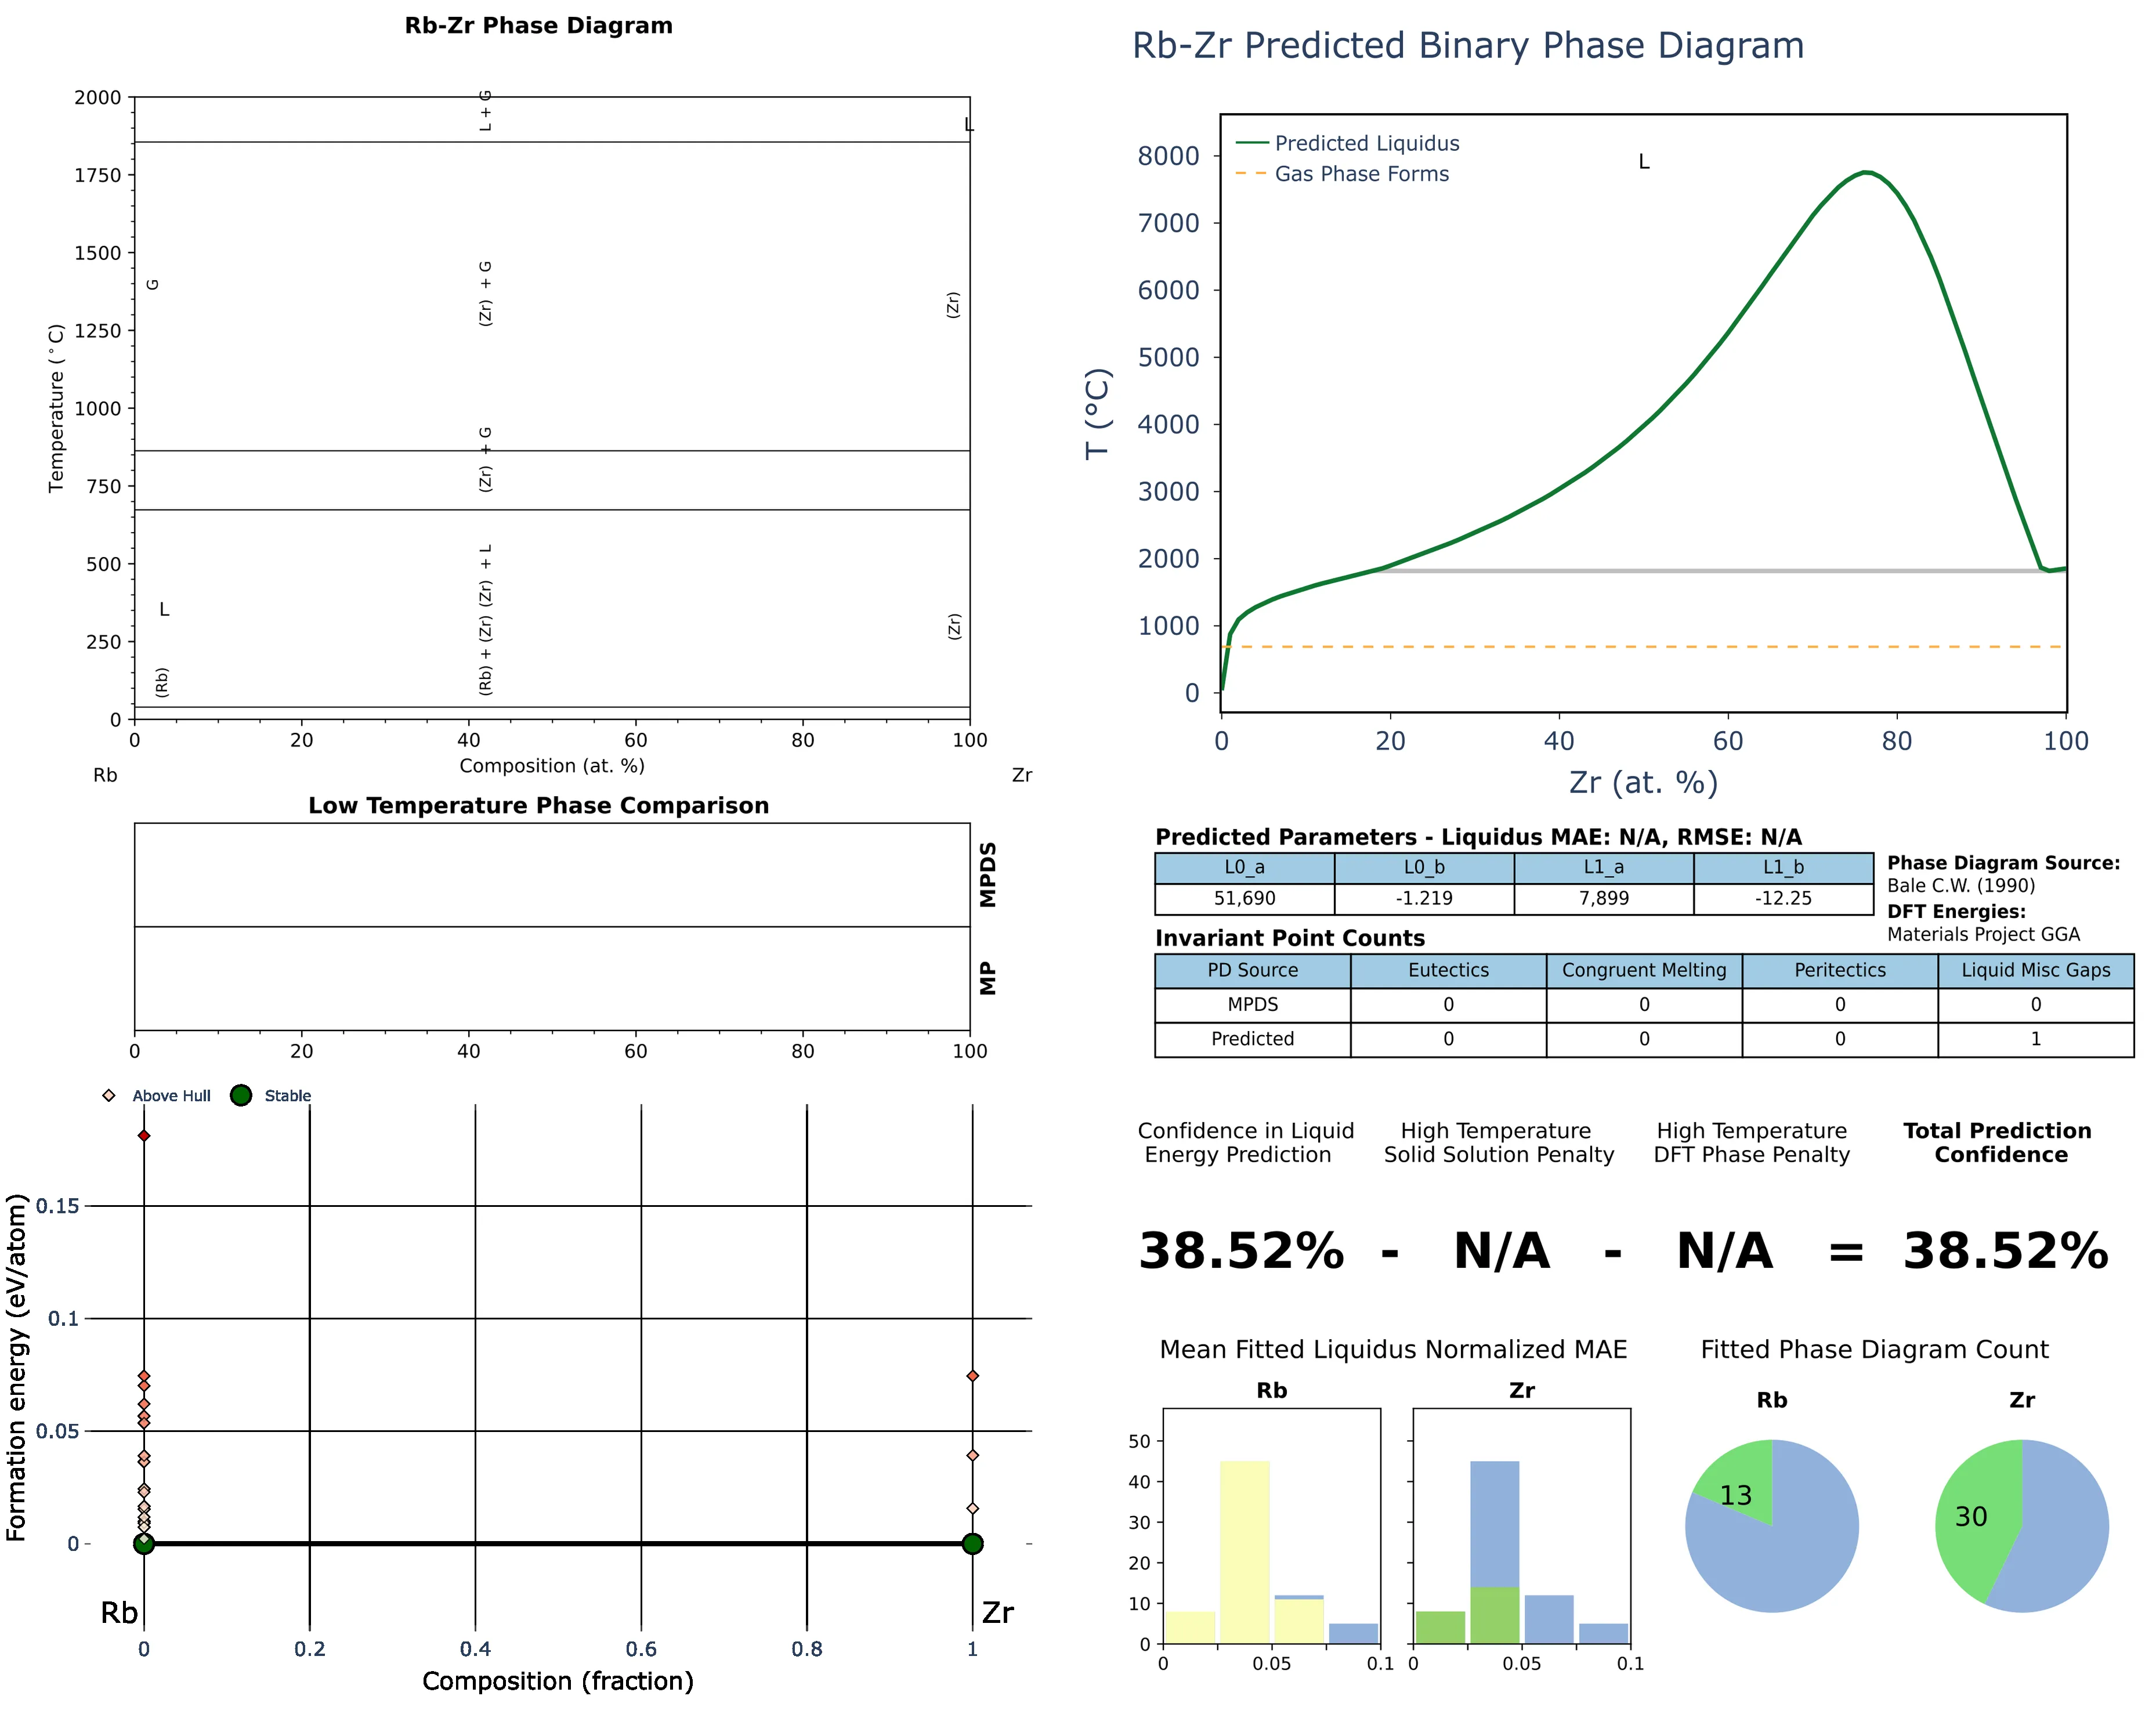 Rb-Zr Phase Diagram
2000
1750
1500
1250
1000
750
500
250
0
Temperature (°C)
L + G
L
G
(Zr) + G
(Zr)
(Zr) + G
(Rb) + (Zr) (Zr) + L
L
(Rb)
(Zr)
0 20 40 60 80 100
Composition (at. %)
Rb Zr
Low Temperature Phase Comparison
MPDS
MP
0 20 40 60 80 100
Above Hull Stable
Formation energy (eV/atom)
0.15
0.1
0.05
0
Rb Zr
0 0.2 0.4 0.6 0.8 1
Composition (fraction)
Rb-Zr Predicted Binary Phase Diagram
Predicted Liquidus
Gas Phase Forms
L
T (°C)
8000
7000
6000
5000
4000
3000
2000
1000
0
0 20 40 60 80 100
Zr (at. %)
Predicted Parameters - Liquidus MAE: N/A, RMSE: N/A
L0_a L0_b L1_a L1_b
51,690 -1.219 7,899 -12.25
Phase Diagram Source:
Bale C.W. (1990)
DFT Energies:
Materials Project GGA
Invariant Point Counts
PD Source Eutectics Congruent Melting Peritectics Liquid Misc Gaps
MPDS 0 0 0 0
Predicted 0 0 0 1
Confidence in Liquid
Energy Prediction
High Temperature
Solid Solution Penalty
High Temperature
DFT Phase Penalty
Total Prediction
Confidence
38.52% - N/A - N/A = 38.52%
Mean Fitted Liquidus Normalized MAE
Rb Zr
50
40
30
20
10
0
0 0.05 0.1
0 0.05 0.1
Fitted Phase Diagram Count
Rb Zr
13
30